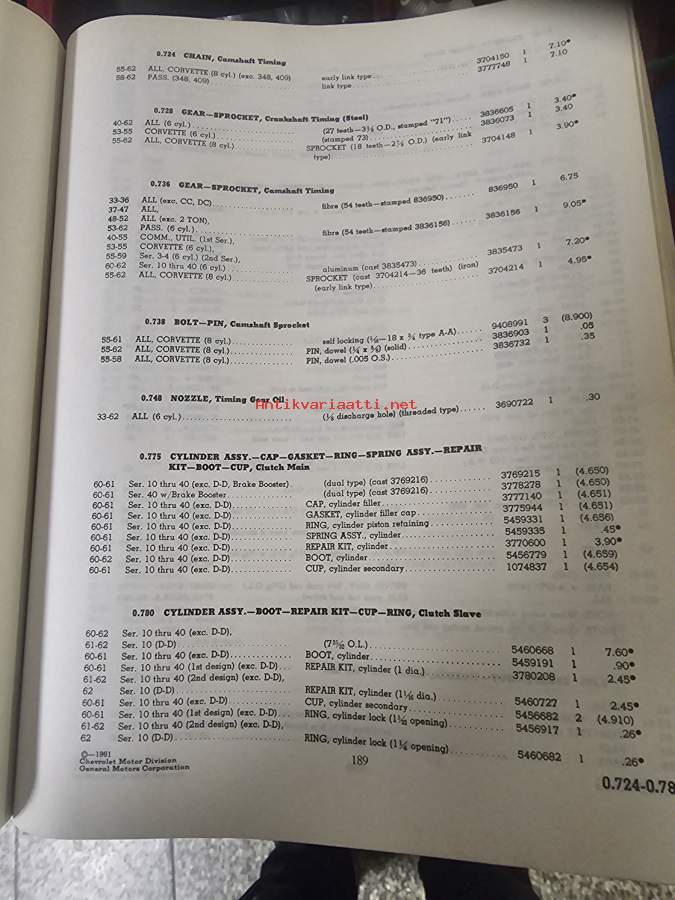 0.724 CHAIN, Camshaft Timing
55-62 ALL, CORVETTE (8 cyl.) (exc. 348, 409) early link type 3704150 1 7.10*
58-62 PASS. (348, 409) link type 3777748 1 7.10
0.728 GEAR—SPROCKET, Crankshaft Timing (Steel)
40-62 ALL (6 cyl.) (27 teeth—3⅛ O.D., stamped "71") 3836605 1 3.40*
53-55 CORVETTE (6 cyl.) (stamped 73) 3836073 1 3.40
55-62 ALL, CORVETTE (8 cyl.) SPROCKET (18 teeth—2⅞ O.D.) (early link 3704148 1 3.90*
type)
0.736 GEAR—SPROCKET, Camshaft Timing
33-36 ALL (exc. CC, DC) fibre (54 teeth—stamped 836950) 836950 1 6.75
37-47 ALL,
48-52 ALL (exc. 2 TON),
53-62 PASS. (6 cyl.) fibre (54 teeth—stamped 3836156) 3836156 1 9.05*
40-55 COMM., UTIL. (1st Ser.),
53-55 CORVETTE (6 cyl.),
55-59 Ser. 3-4 (6 cyl.) (2nd Ser.),
60-62 Ser. 10 thru 40 (6 cyl.) aluminum (cast 3835473) 3835473 1 7.20*
55-62 ALL, CORVETTE (8 cyl.) SPROCKET (cast 3704214—36 teeth) (iron) 3704214 1 4.95*
(early link type)
0.738 BOLT—PIN, Camshaft Sprocket
55-61 ALL, CORVETTE (8 cyl.) self locking (5/16—18 x ¾ type A-A) 9408991 3 (8.900)
55-62 ALL, CORVETTE (8 cyl.) PIN, dowel (¼ x ⅝) (solid) 3836903 1 .05
55-58 ALL, CORVETTE (8 cyl.) PIN, dowel (.005 O.S.) 3836732 1 .35
0.748 NOZZLE, Timing Gear Oil
Antikvariaatti.net
33-62 ALL (6 cyl.) (⅛ discharge hole) (threaded type) 3690722 1 .30
0.775 CYLINDER ASSY.—CAP—GASKET—RING—SPRING ASSY.—REPAIR
KIT—BOOT—CUP, Clutch Main
60-61 Ser. 10 thru 40 (exc. D-D, Brake Booster) (dual type) (cast 3769216) 3769215 1 (4.650)
60-61 Ser. 40 w/Brake Booster (dual type) (cast 3769216) 3778278 1 (4.650)
60-61 Ser. 10 thru 40 (exc. D-D) CAP, cylinder filler 3777140 1 (4.651)
60-61 Ser. 10 thru 40 (exc. D-D) GASKET, cylinder filler cap 3775944 1 (4.651)
60-61 Ser. 10 thru 40 (exc. D-D) RING, cylinder piston retaining 5459331 1 (4.656)
60-61 Ser. 10 thru 40 (exc. D-D) SPRING ASSY., cylinder 5459335 1 .45*
60-61 Ser. 10 thru 40 (exc. D-D) REPAIR KIT, cylinder 3770600 1 3.90*
60-62 Ser. 10 thru 40 (exc. D-D) BOOT, cylinder 5456779 1 (4.659)
60-61 Ser. 10 thru 40 (exc. D-D) CUP, cylinder secondary 1074837 1 (4.654)
0.780 CYLINDER ASSY.—BOOT—REPAIR KIT—CUP—RING, Clutch Slave
60-62 Ser. 10 thru 40 (exc. D-D),
61-62 Ser. 10 (D-D) (7 O.L.) 5460668 1 7.60*
60-61 Ser. 10 thru 40 (exc. D-D) BOOT, cylinder 5459191 1 .90*
60-61 Ser. 10 thru 40 (1st design) (exc. D-D) REPAIR KIT, cylinder (1 dia.) 3780208 1 2.45*
61-62 Ser. 10 thru 40 (2nd design) (exc. D-D),
62 Ser. 10 (D-D) REPAIR KIT, cylinder (1 1/16 dia.) 5460727 1 2.45*
60-61 Ser. 10 thru 40 (exc. D-D) CUP, cylinder secondary 5456682 2 (4.910)
60-61 Ser. 10 thru 40 (1st design) (exc. D-D) RING, cylinder lock (1 opening) 5456917 1 .26*
61-62 Ser. 10 thru 40 (2nd design) (exc. D-D),
62 Ser. 10 (D-D) RING, cylinder lock (1 opening) 5460682 1 .26*
©—1961
Chevrolet Motor Division
General Motors Corporation
189
0.724-0.78